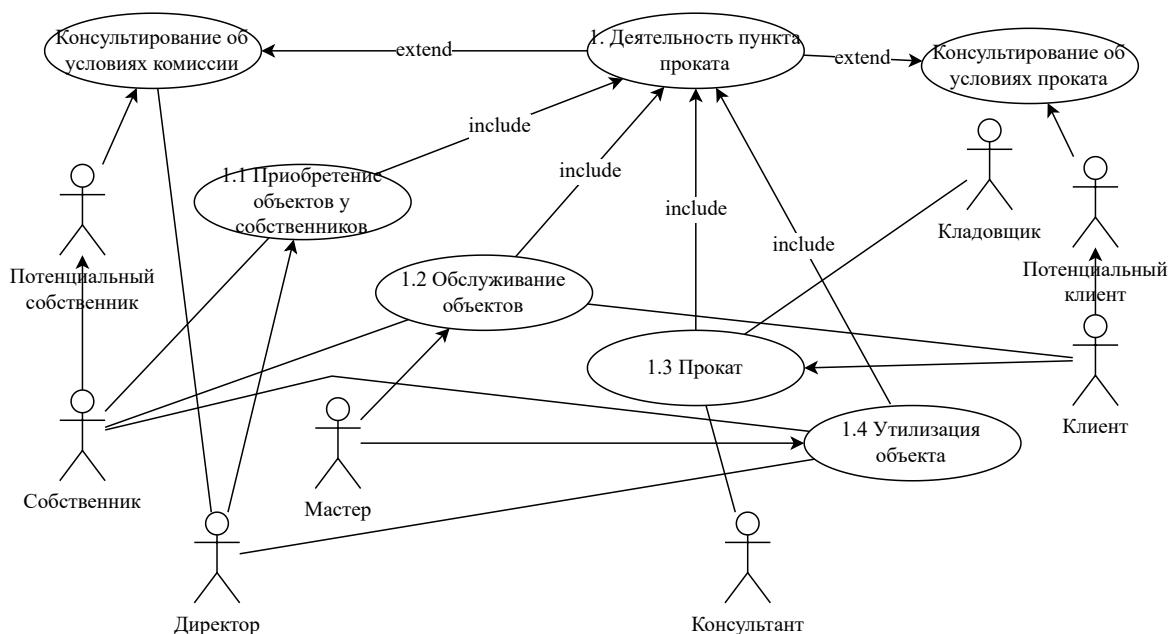 Консультирование об
условиях комиссии
extend
1. Деятельность пункта
проката
extend
Консультирование об
условиях проката
include
include
include
include
1.1 Приобретение
объектов у
собственников
Кладовщик
Потенциальный
собственник
1.2 Обслуживание
объектов
Потенциальный
клиент
1.3 Прокат
Клиент
1.4 Утилизация
объекта
Собственник
Мастер
Директор
Консультант